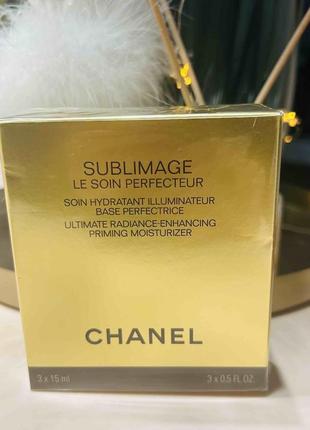 SUBLIMAGE
LE SOIN PERFECTEUR
SOIN HYDRATANT ILLUMINATEUR
BASE PERFECTRICE
ULTIMATE RADIANCE-ENHANCING
PRIMING MOISTURIZER
CHANEL
3 x 15 ml 3 x 0.5 FL. OZ.